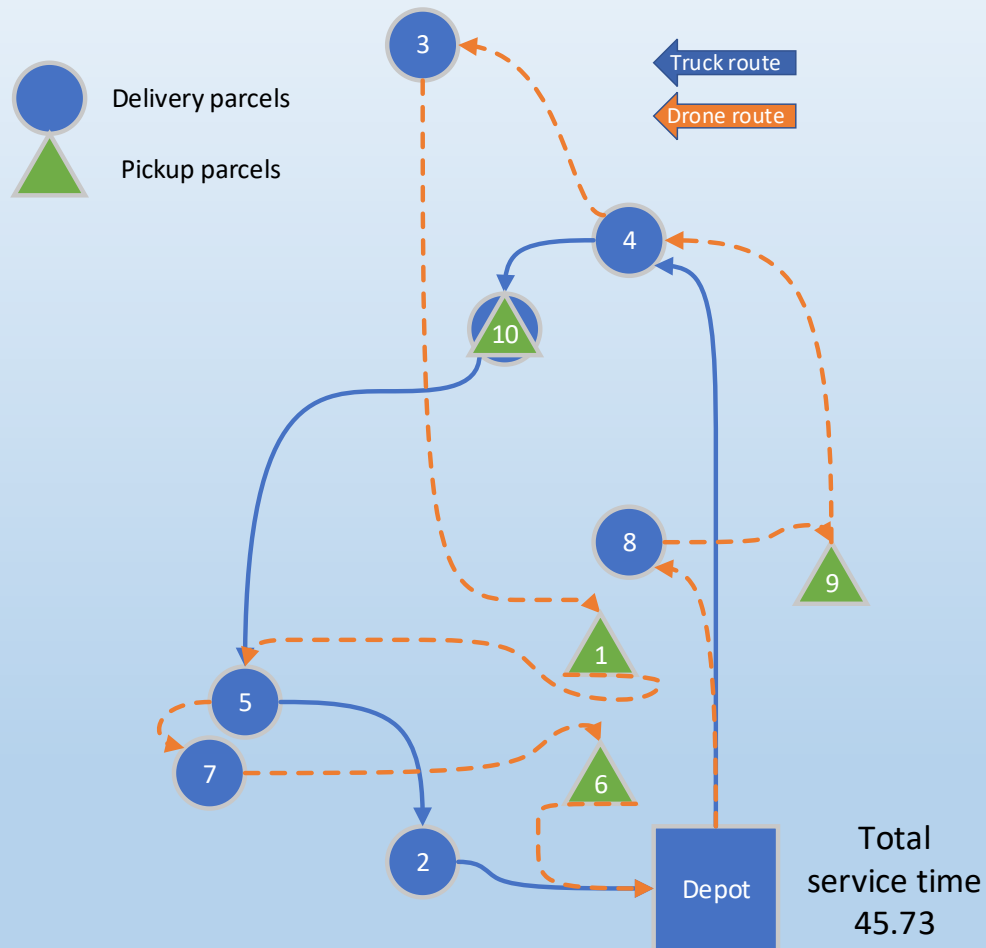 3
Truck route
Delivery parcels
Drone route
Pickup parcels
4
10
8
9
1
5
7
6
2
Depot
Total
service time
45.73